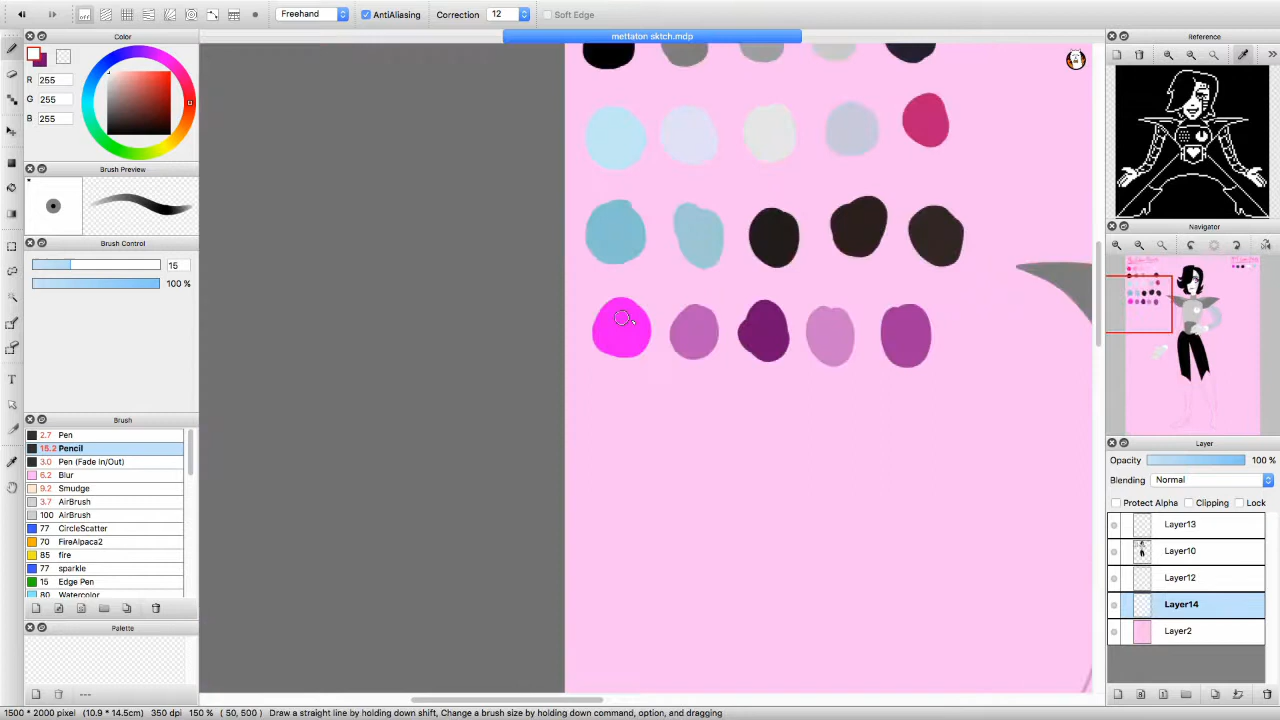 off
Freehand
AntiAliasing
Correction
12
Soft Edge
mettaton sktch.mdp
Color
Reference
R 255
G 255
B 255
Brush Preview
Brush Control
15
100 %
Navigator
Brush
2.7 Pen
15.2 Pencil
3.0 Pen (Fade In/Out)
6.2 Blur
9.2 Smudge
3.7 AirBrush
100 AirBrush
77 CircleScatter
70 FireAlpaca2
85 fire
77 sparkle
15 Edge Pen
80 Watercolor
Palette
---
Layer
Opacity 100 %
Blending Normal
Protect Alpha Clipping Lock
Layer13
Layer10
Layer12
Layer14
Layer2
1500 * 2000 pixel (10.9 * 14.5cm) 350 dpi 150 % ( 50, 500 ) Draw a straight line by holding down shift, Change a brush size by holding down command, option, and dragging